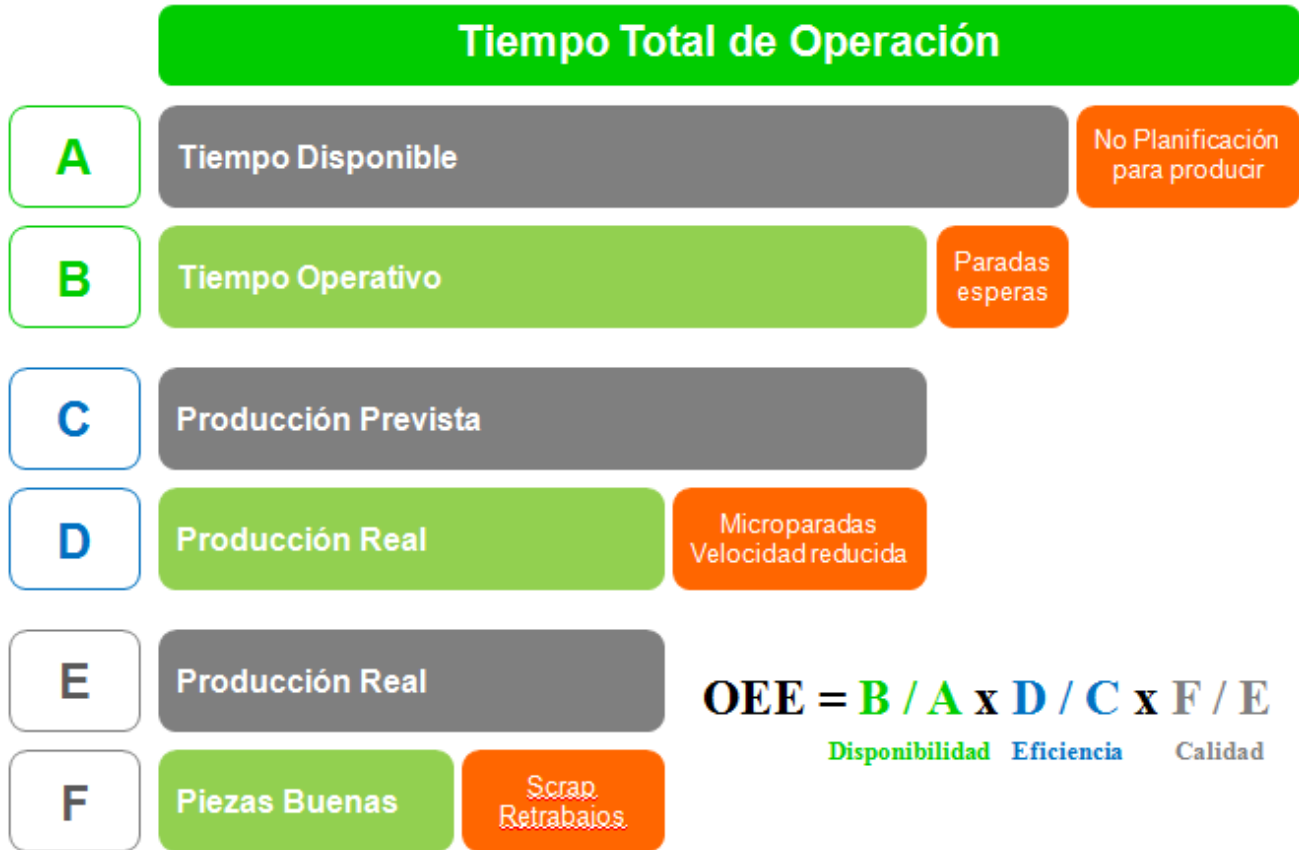 Tiempo Total de Operación
A
Tiempo Disponible
No Planificación
para producir
B
Tiempo Operativo
Paradas
esperas
C
Producción Prevista
D
Producción Real
Microparadas
Velocidad reducida
E
Producción Real
OEE = B / A x D / C x F / E
Disponibilidad Eficiencia Calidad
F
Piezas Buenas
Scrap
Retrabajos